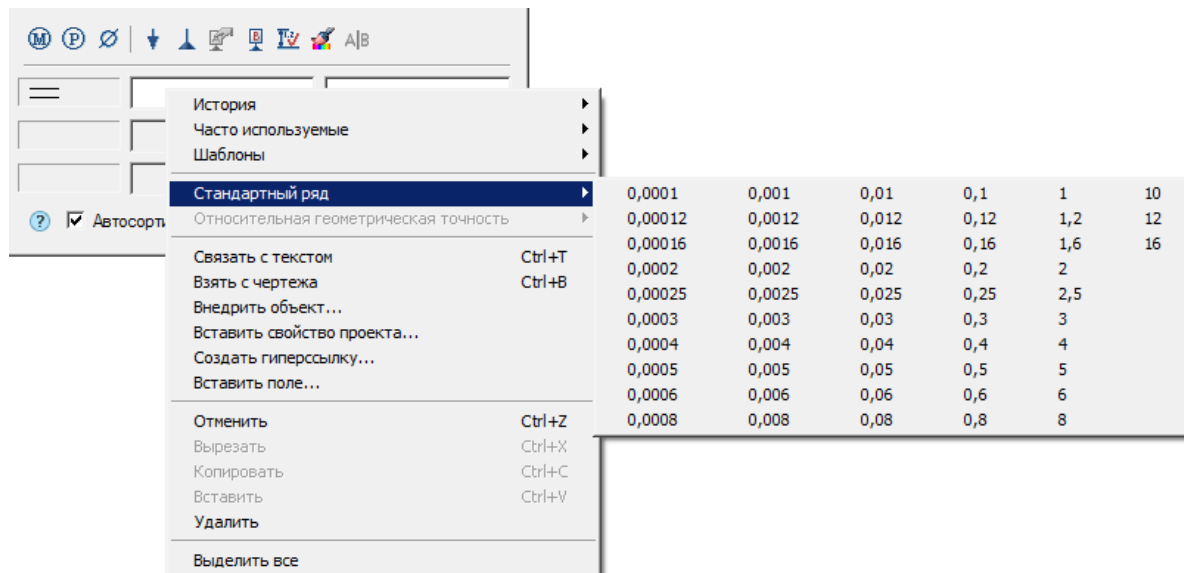 M P A|B
История
Часто используемые
Шаблоны
Стандартный ряд
Относительная геометрическая точность
Автосорти
Связать с текстом Ctrl+T
Взять с чертежа Ctrl+B
Внедрить объект...
Вставить свойство проекта...
Создать гиперссылку...
Вставить поле...
Отменить Ctrl+Z
Вырезать Ctrl+X
Копировать Ctrl+C
Вставить Ctrl+V
Удалить
Выделить все
0,0001 0,001 0,01 0,1 1 10
0,00012 0,0012 0,012 0,12 1,2 12
0,00016 0,0016 0,016 0,16 1,6 16
0,0002 0,002 0,02 0,2 2
0,00025 0,0025 0,025 0,25 2,5
0,0003 0,003 0,03 0,3 3
0,0004 0,004 0,04 0,4 4
0,0005 0,005 0,05 0,5 5
0,0006 0,006 0,06 0,6 6
0,0008 0,008 0,08 0,8 8